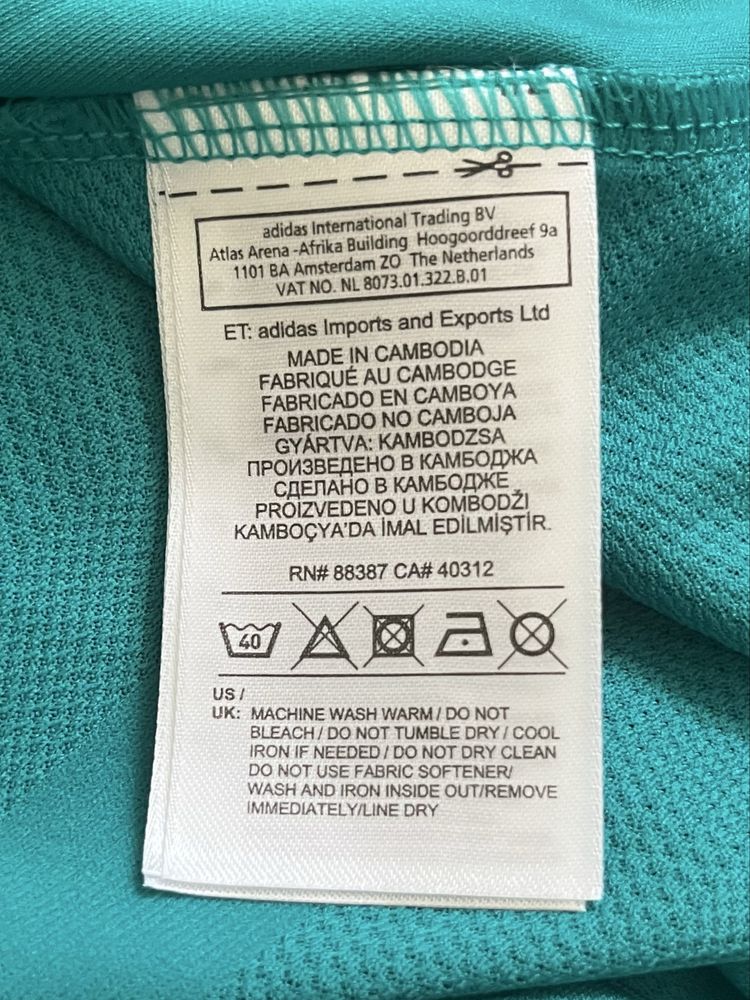 adidas International Trading BV
Atlas Arena -Afrika Building Hoogoorddreef 9a
1101 BA Amsterdam ZO The Netherlands
VAT NO. NL 8073.01.322.B.01
ET: adidas Imports and Exports Ltd
MADE IN CAMBODIA
FABRIQUÉ AU CAMBODGE
FABRICADO EN CAMBOYA
FABRICADO NO CAMBOJA
GYÁRTVA: KAMBODZSA
ПРОИЗВЕДЕНО В КАМБОДЖА
СДЕЛАНО В КАМБОДЖЕ
PROIZVEDENO U KOMBODŽI
KAMBOÇYA'DA İMAL EDİLMİŞTİR.
RN# 88387 CA# 40312
40
US /
UK: MACHINE WASH WARM / DO NOT
BLEACH / DO NOT TUMBLE DRY / COOL
IRON IF NEEDED / DO NOT DRY CLEAN
DO NOT USE FABRIC SOFTENER/
WASH AND IRON INSIDE OUT/REMOVE
IMMEDIATELY/LINE DRY